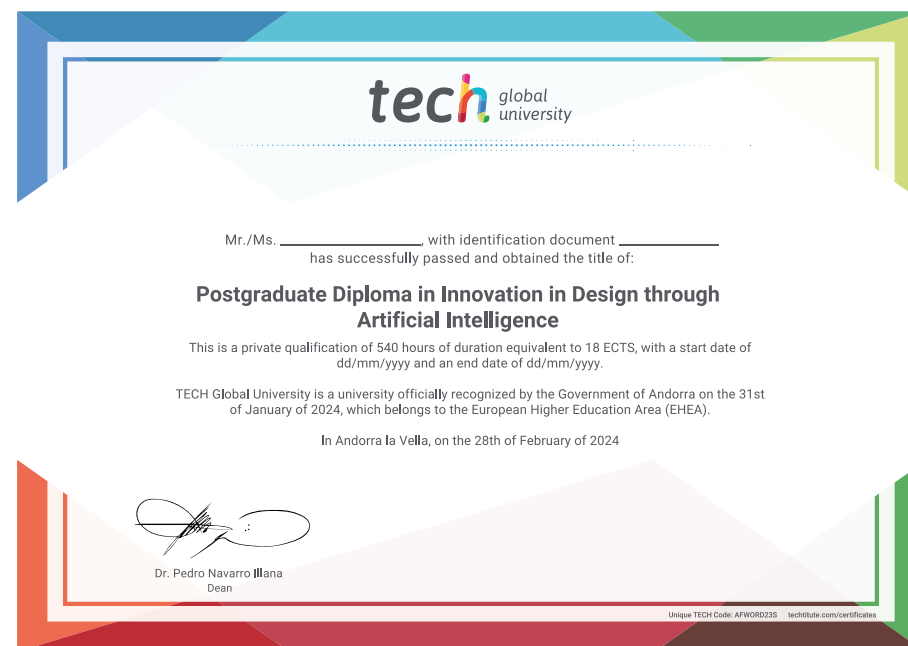 tech global
university
Mr./Ms. ____________, with identification document ____________
has successfully passed and obtained the title of:
Postgraduate Diploma in Innovation in Design through
Artificial Intelligence
This is a private qualification of 540 hours of duration equivalent to 18 ECTS, with a start date of
dd/mm/yyyy and an end date of dd/mm/yyyy.
TECH Global University is a university officially recognized by the Government of Andorra on the 31st
of January of 2024, which belongs to the European Higher Education Area (EHEA).
In Andorra la Vella, on the 28th of February of 2024
Dr. Pedro Navarro Illana
Dean
Unique TECH Code: AFWORD23S techtitute.com/certificates